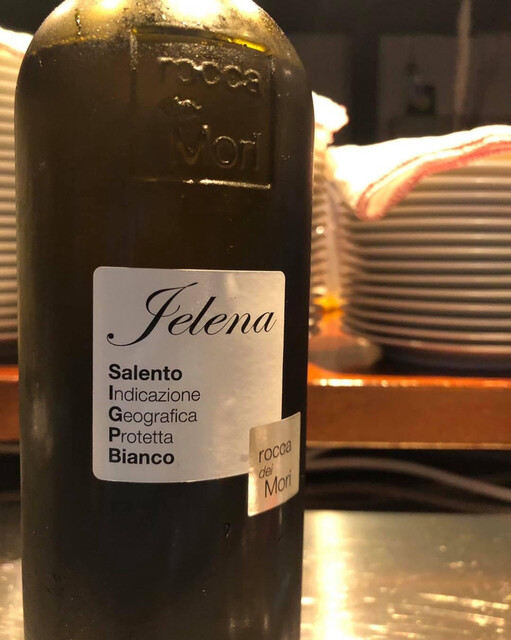 rocca
dei
Mori
Jelena
Salento
Indicazione
Geografica
Protetta
Bianco
rocca
dei
Mori